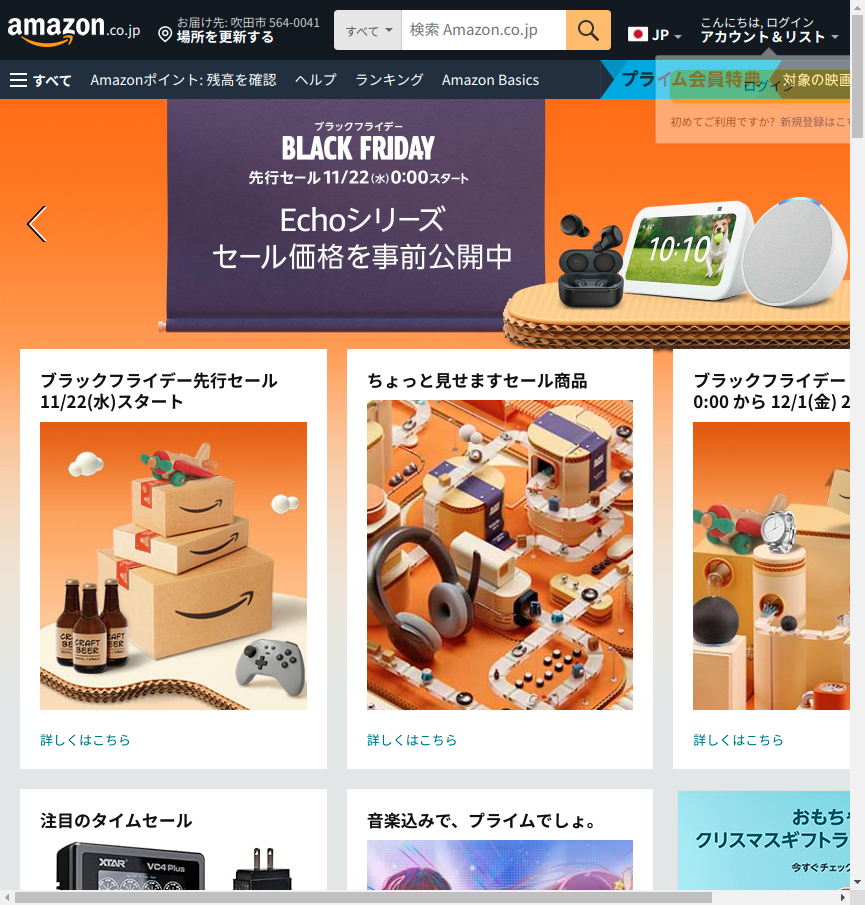 amazon.co.jp
お届け先: 吹田市 564-0041
場所を更新する
すべて
検索 Amazon.co.jp
JP
こんにちは, ログイン
アカウント&リスト
すべて
Amazonポイント: 残高を確認
ヘルプ
ランキング
Amazon Basics
プライム会員特典
対象の映画
ログイン
初めてご利用ですか? 新規登録はこち
ブラックフライデー
BLACK FRIDAY
先行セール 11/22(水)0:00スタート
Echoシリーズ
セール価格を事前公開中
10:10
ブラックフライデー先行セール
11/22(水)スタート
CRAFT
BEER
詳しくはこちら
ちょっと見せますセール商品
詳しくはこちら
ブラックフライデー
0:00 から 12/1(金) 2
詳しくはこちら
注目のタイムセール
XTAR
VC4 Plus
音楽込みで、プライムでしょ。
おもちゃ
クリスマスギフトラ
今すぐチェック